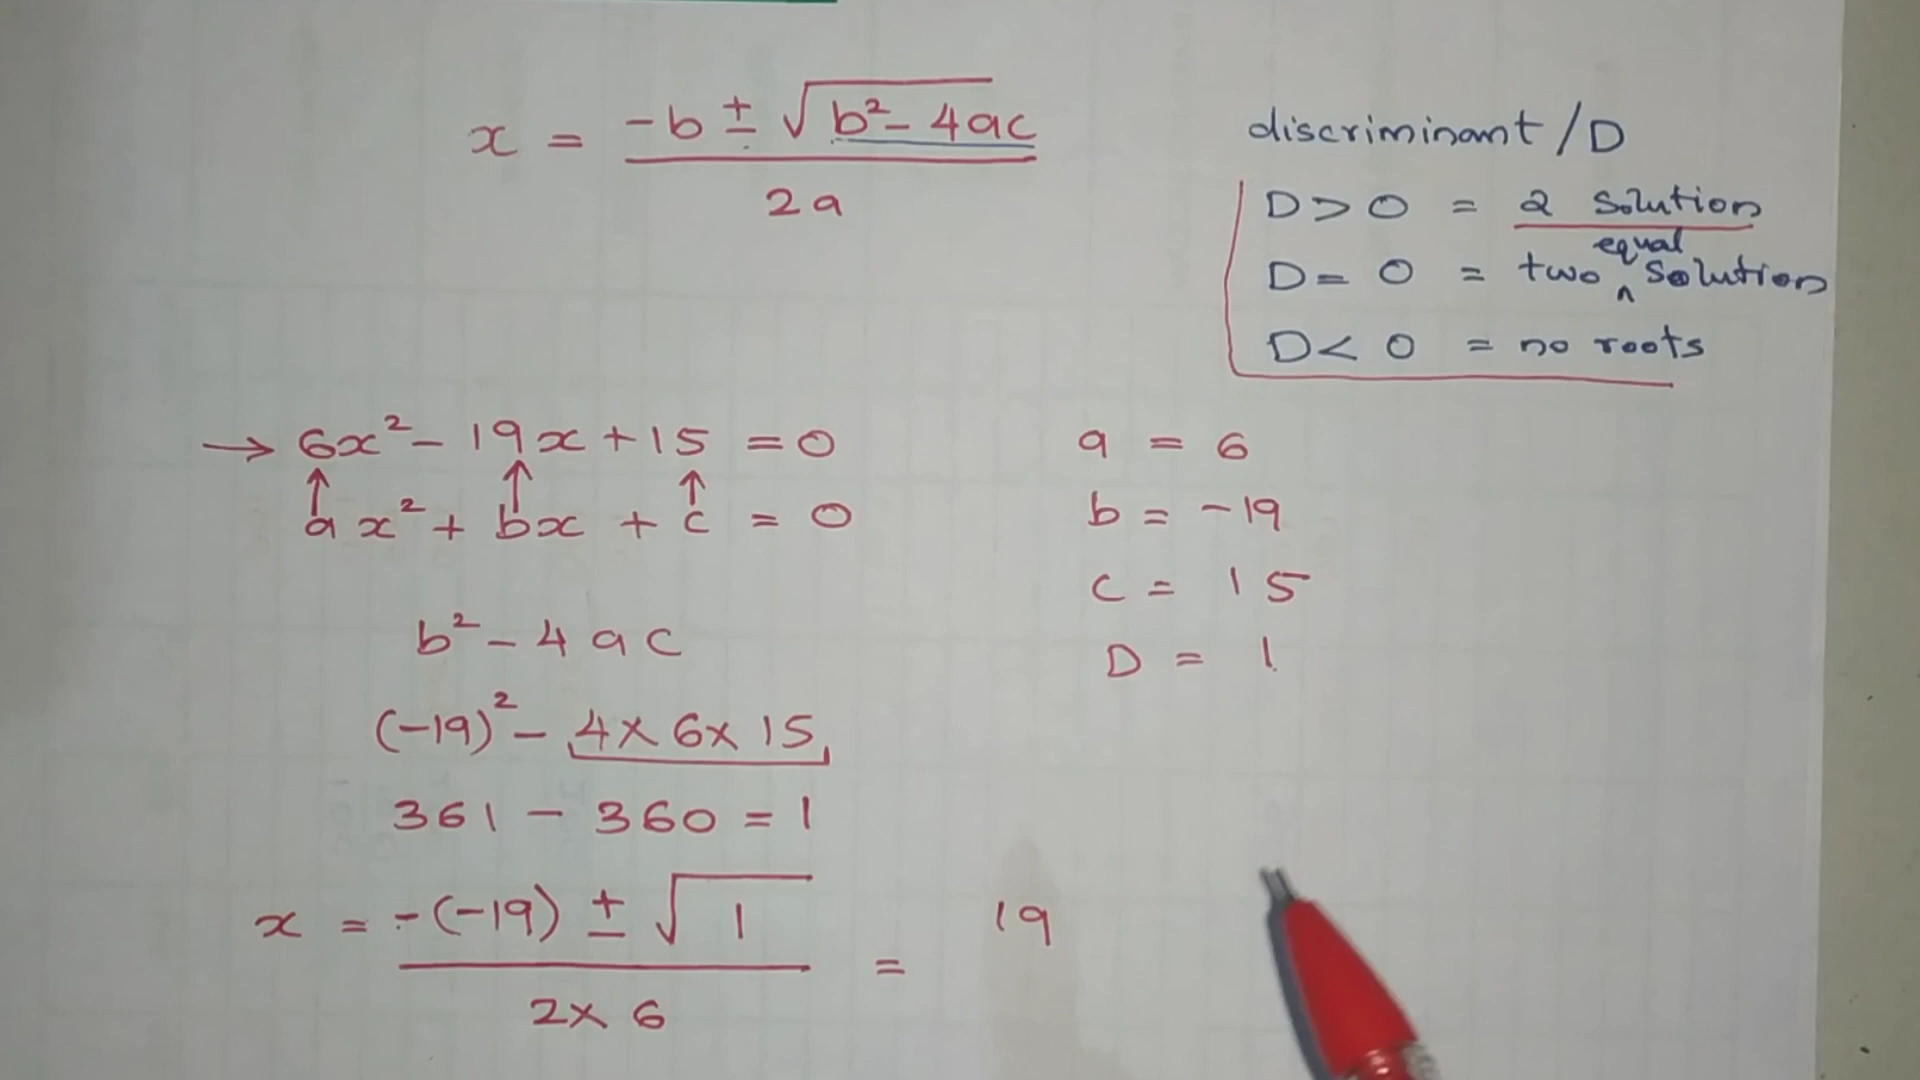 x = -b ± √b²-4ac / 2a
discriminant / D
D > 0 = 2 solution
D = 0 = two equal solution
D < 0 = no roots
→ 6x² - 19x + 15 = 0
ax² + bx + c = 0
a = 6
b = -19
c = 15
D = 1
b² - 4ac
(-19)² - 4 x 6 x 15
361 - 360 = 1
x = -(-19) ± √1 / 2 x 6 = 19